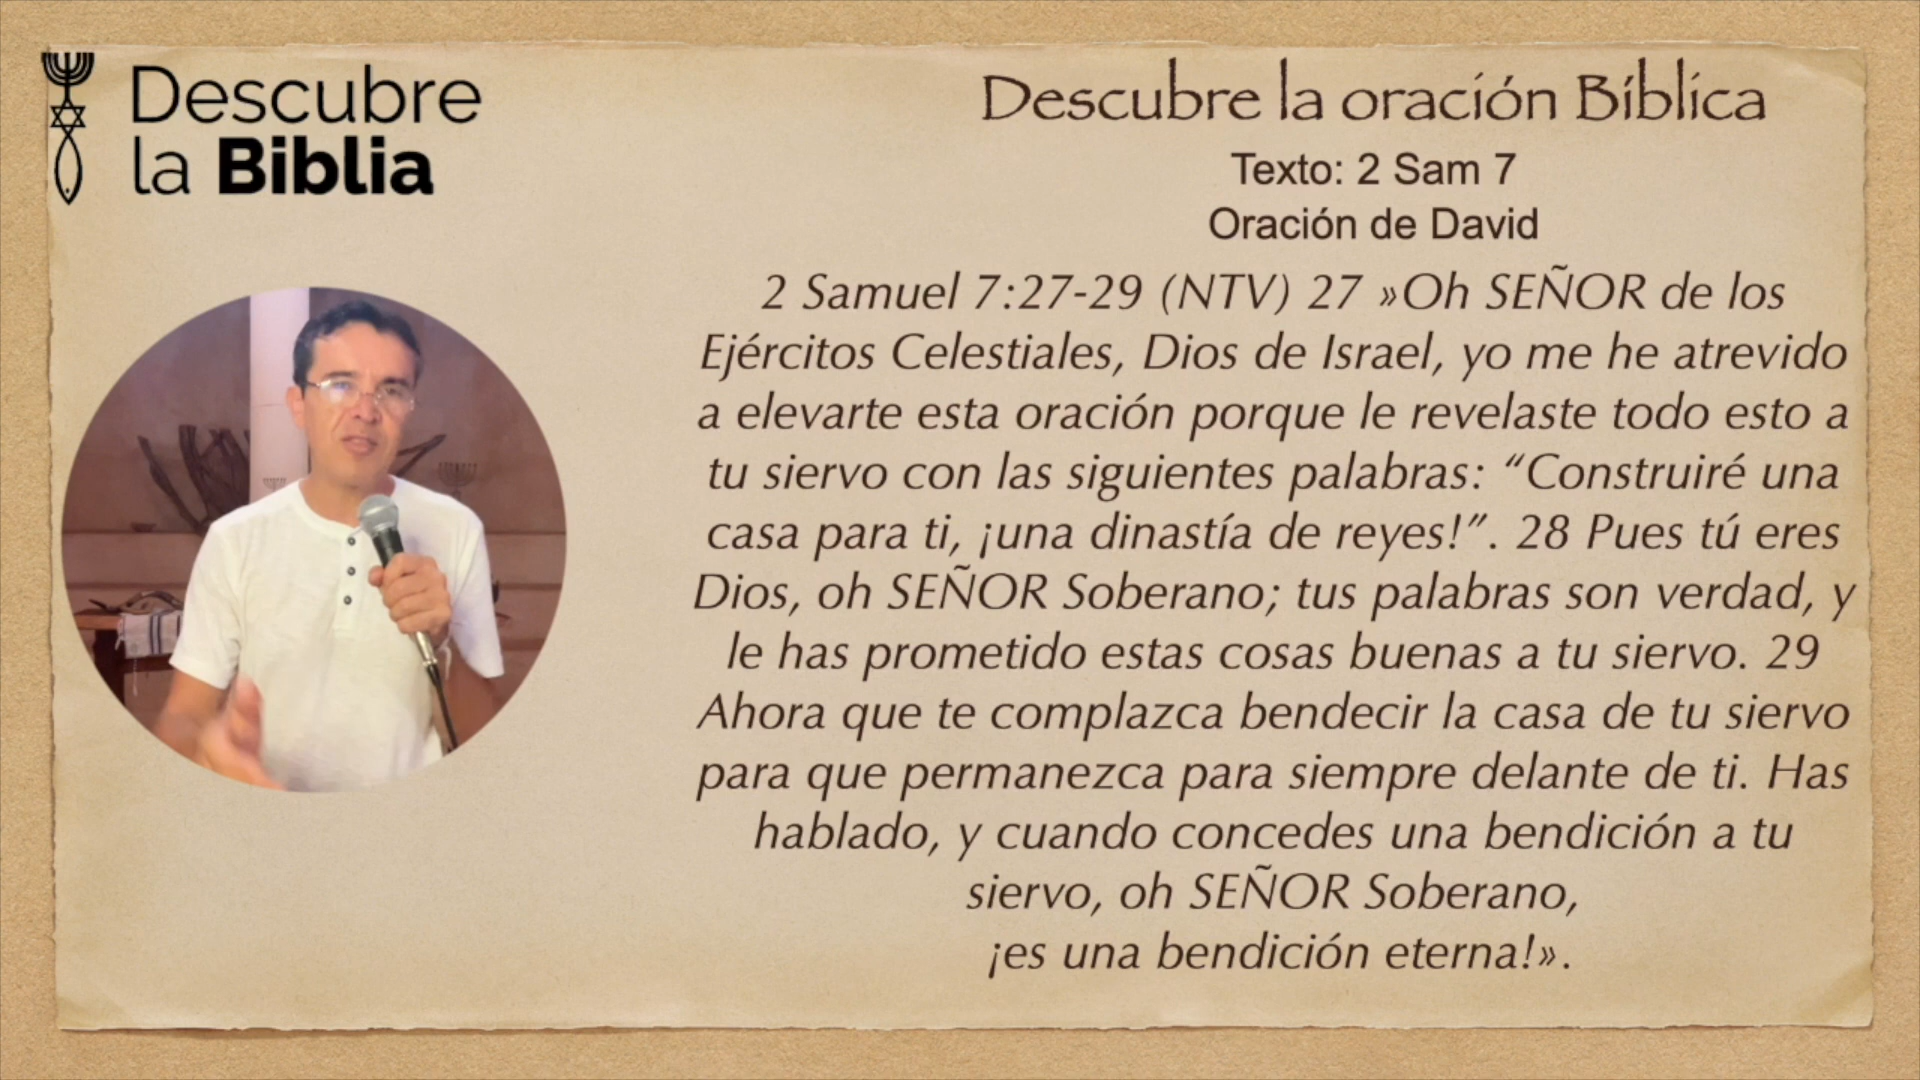 Descubre
la Biblia
Descubre la oración Bíblica
Texto: 2 Sam 7
Oración de David
2 Samuel 7:27-29 (NTV) 27 »Oh SEÑOR de los
Ejércitos Celestiales, Dios de Israel, yo me he atrevido
a elevarte esta oración porque le revelaste todo esto a
tu siervo con las siguientes palabras: “Construiré una
casa para ti, ¡una dinastía de reyes!”. 28 Pues tú eres
Dios, oh SEÑOR Soberano; tus palabras son verdad, y
le has prometido estas cosas buenas a tu siervo. 29
Ahora que te complazca bendecir la casa de tu siervo
para que permanezca para siempre delante de ti. Has
hablado, y cuando concedes una bendición a tu
siervo, oh SEÑOR Soberano,
¡es una bendición eterna!».